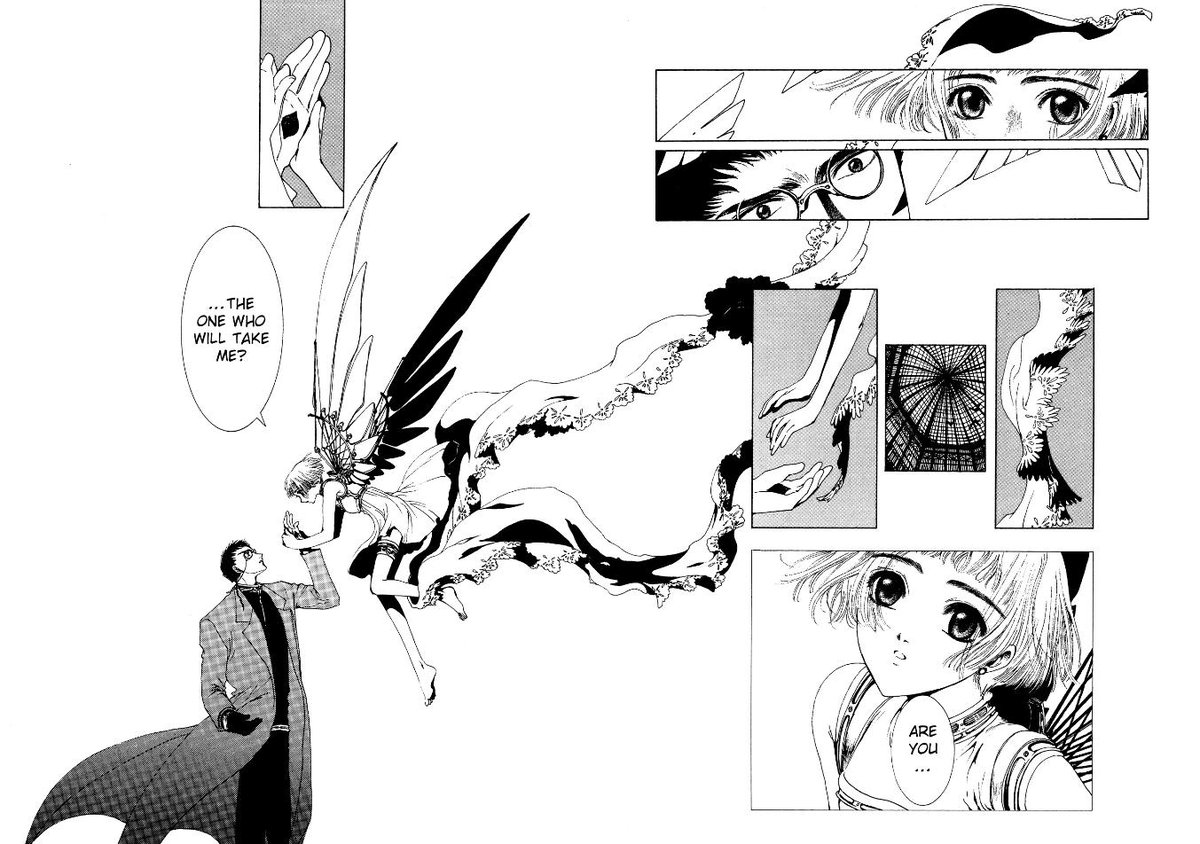 ARE
YOU
...
...THE
ONE WHO
WILL TAKE
ME?